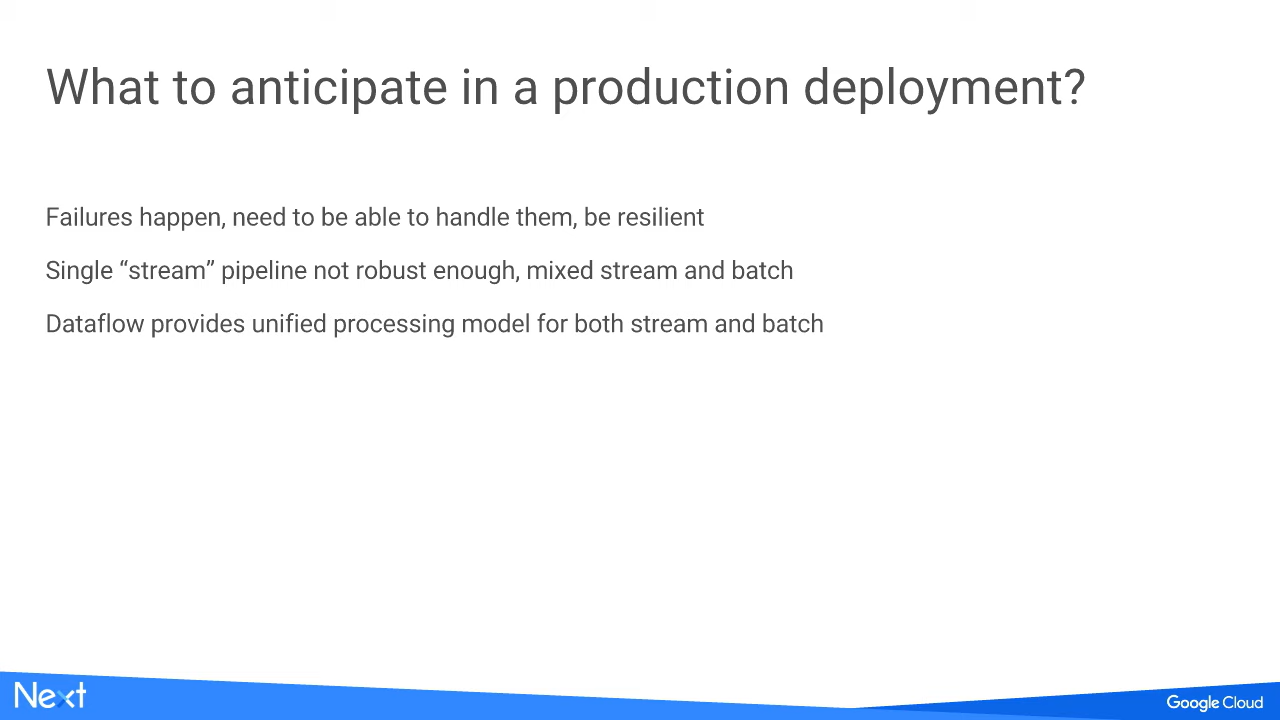 What to anticipate in a production deployment?
Failures happen, need to be able to handle them, be resilient
Single “stream” pipeline not robust enough, mixed stream and batch
Dataflow provides unified processing model for both stream and batch
Next
Google Cloud